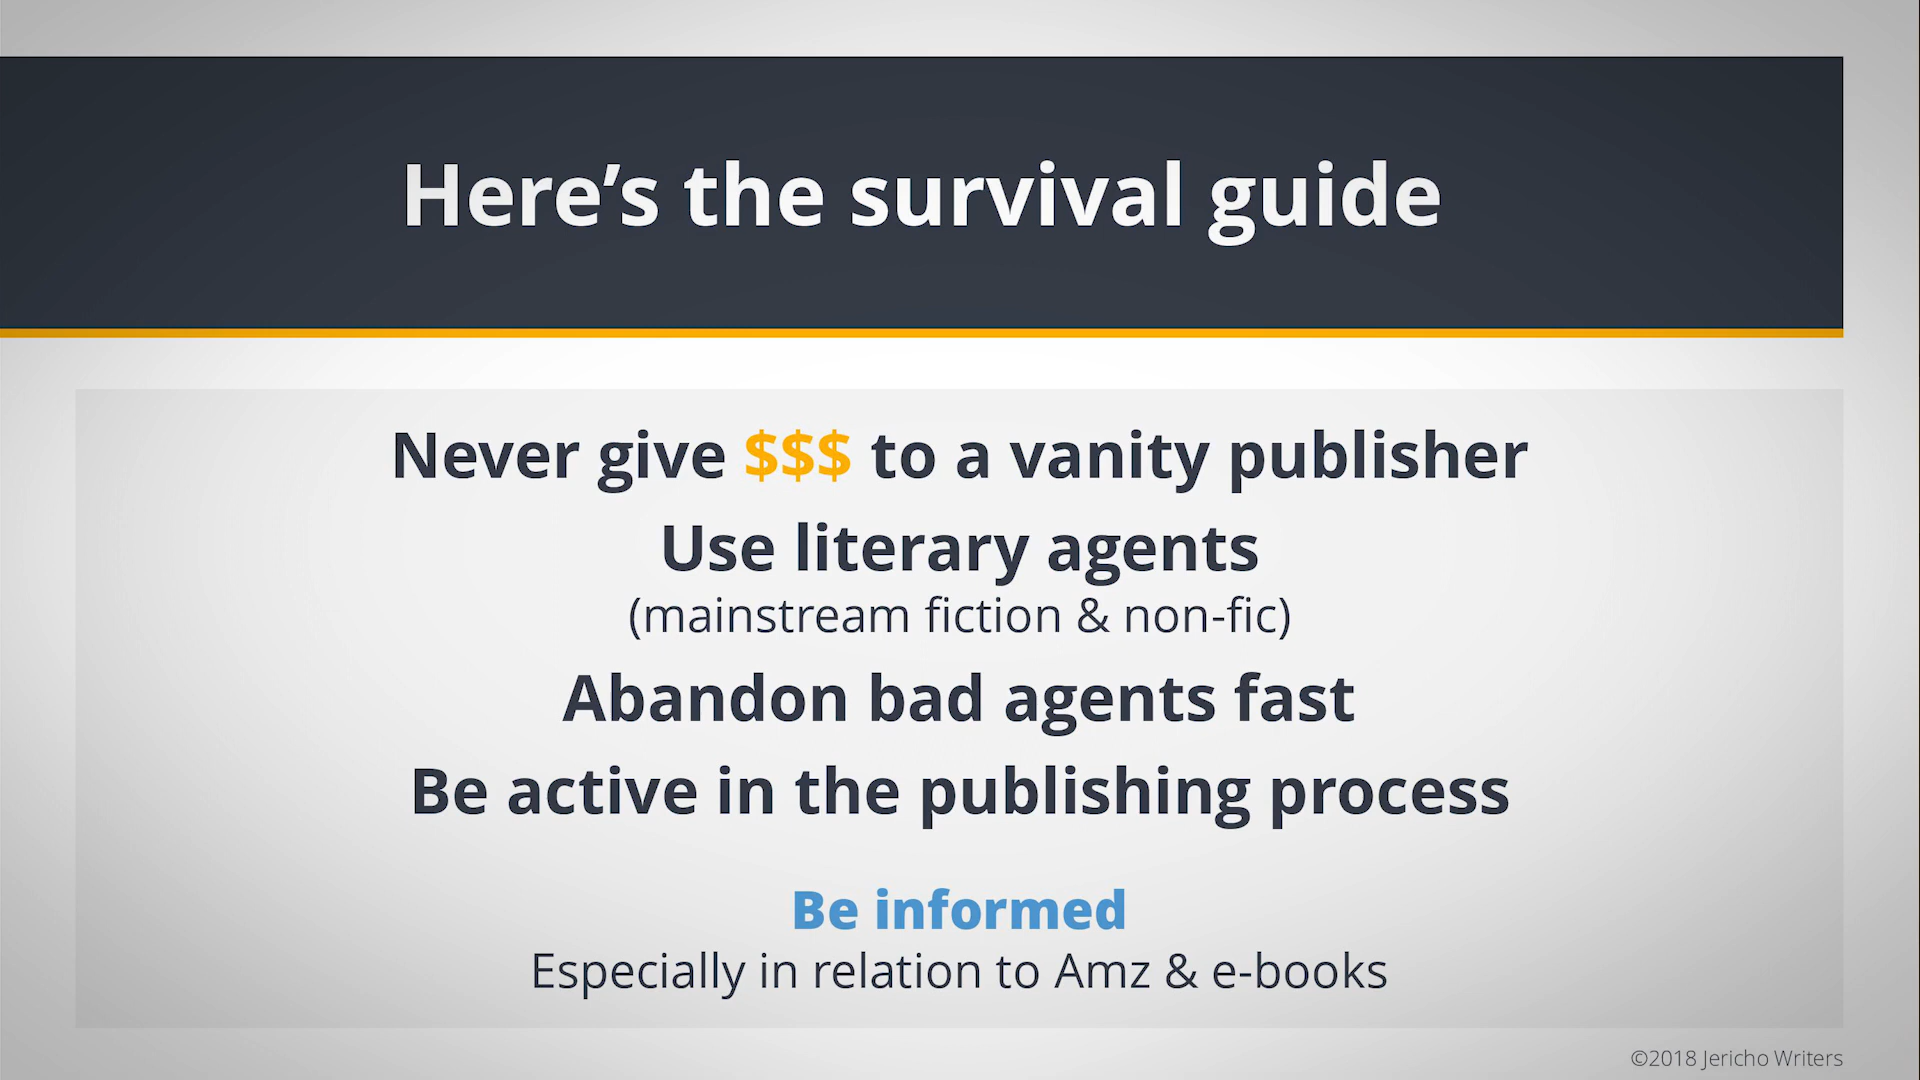 Here’s the survival guide
Never give $$$ to a vanity publisher
Use literary agents
(mainstream fiction & non-fic)
Abandon bad agents fast
Be active in the publishing process
Be informed
Especially in relation to Amz & e-books
©2018 Jericho Writers